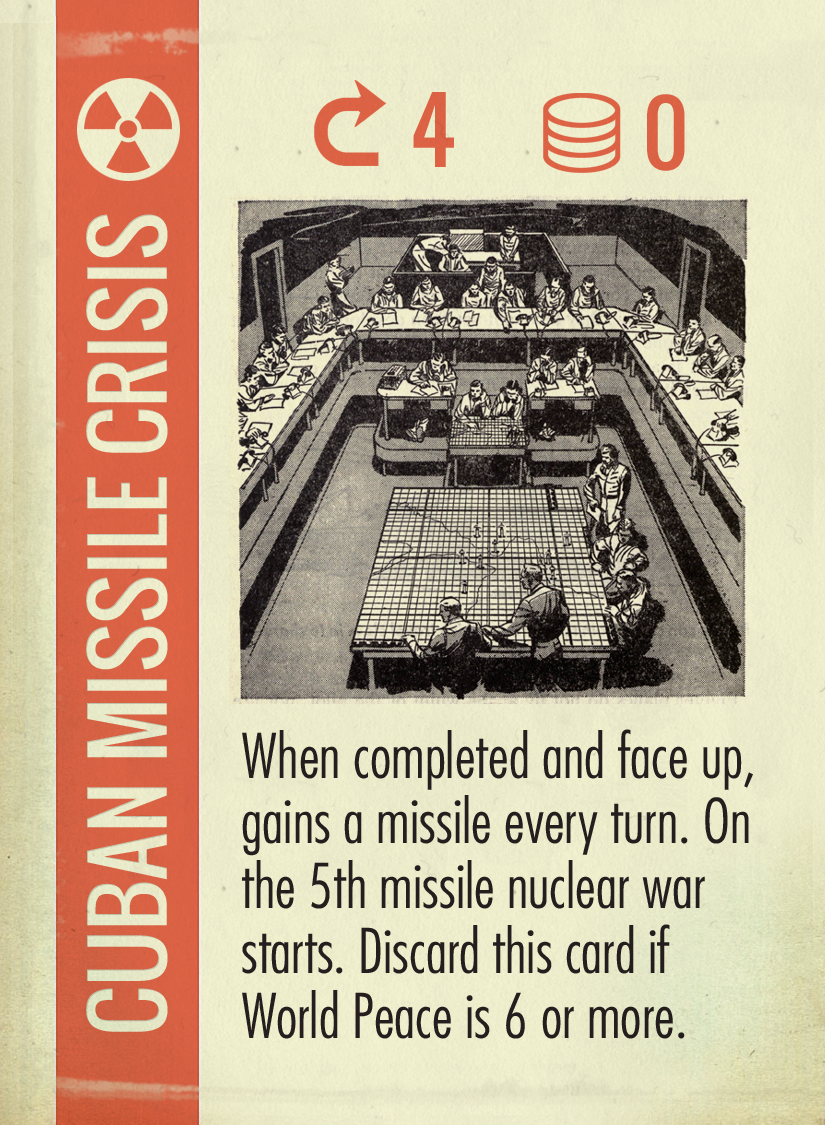 CUBAN MISSILE CRISIS
4 0
When completed and face up,
gains a missile every turn. On
the 5th missile nuclear war
starts. Discard this card if
World Peace is 6 or more.